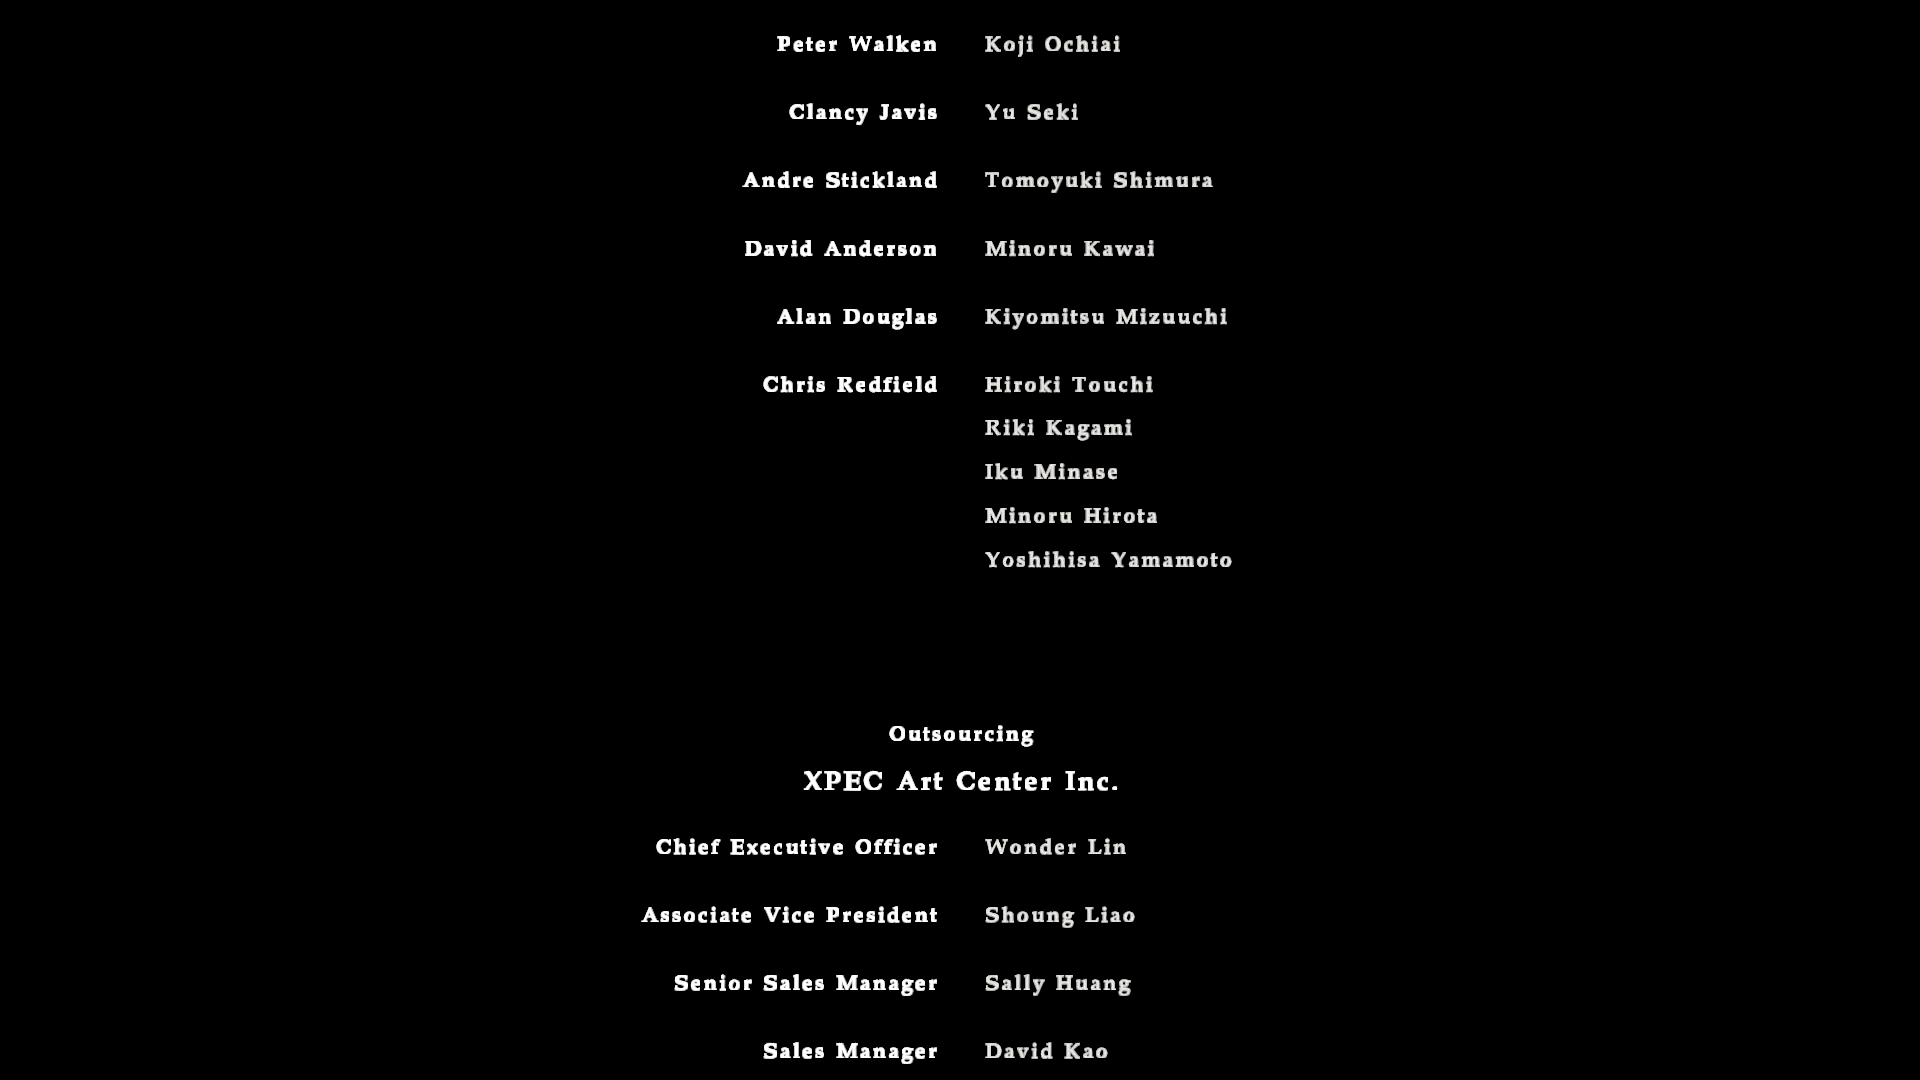 Peter Walken Koji Ochiai
Clancy Javis Yu Seki
Andre Stickland Tomoyuki Shimura
David Anderson Minoru Kawai
Alan Douglas Kiyomitsu Mizuuchi
Chris Redfield Hiroki Touchi
Riki Kagami
Iku Minase
Minoru Hirota
Yoshihisa Yamamoto
Outsourcing
XPEC Art Center Inc.
Chief Executive Officer Wonder Lin
Associate Vice President Shoung Liao
Senior Sales Manager Sally Huang
Sales Manager David Kao